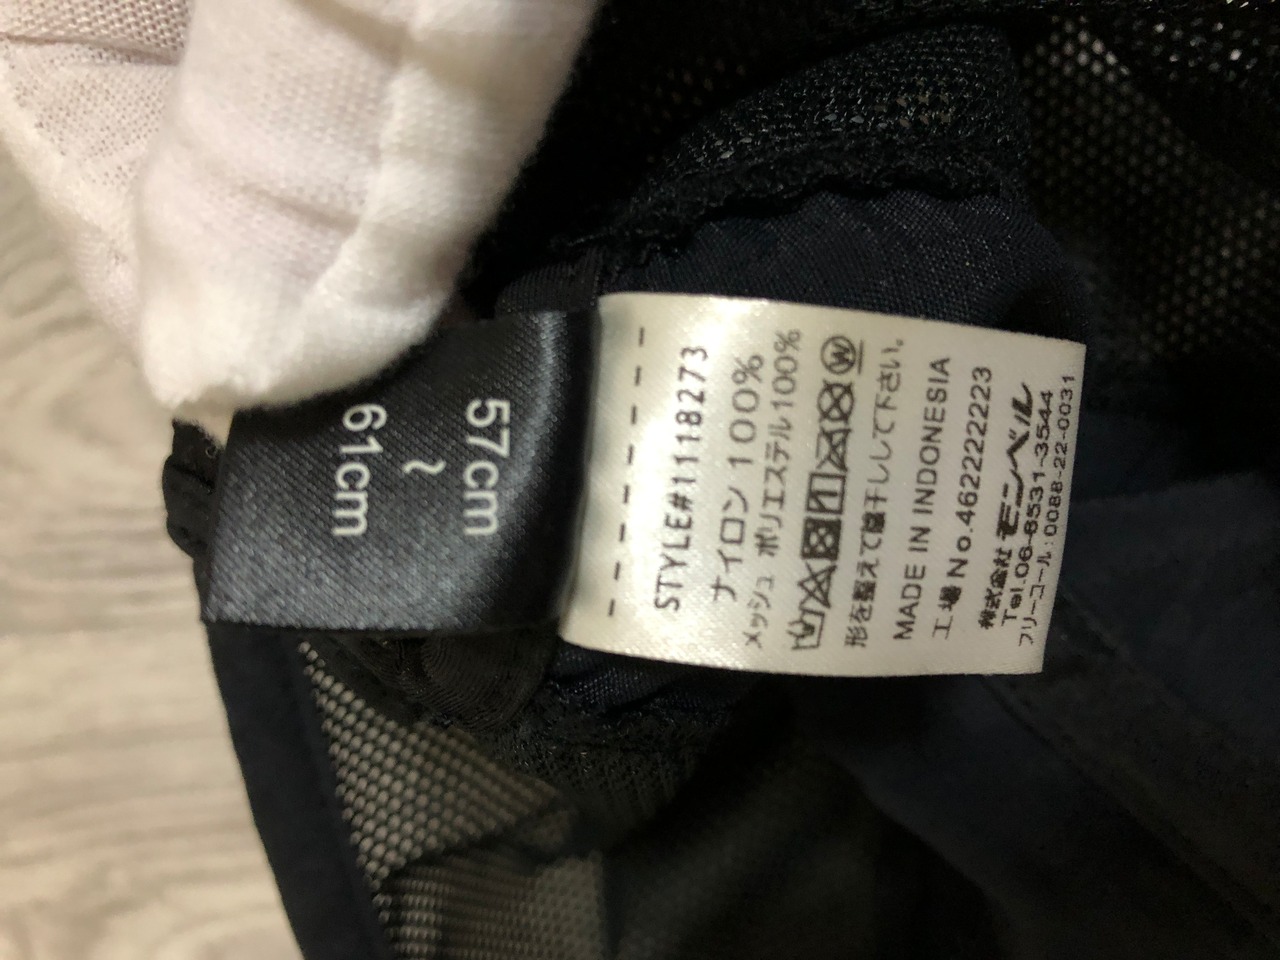 57cm
~
61cm
STYLE#1118273
ナイロン 100%
メッシュ ポリエステル100%
形を整えて陰干しして下さい。
MADE IN INDONESIA
工場No.4622222223
株式会社 モンベル
Tel.06-6531-3544
フリーコール:0088-22-0031